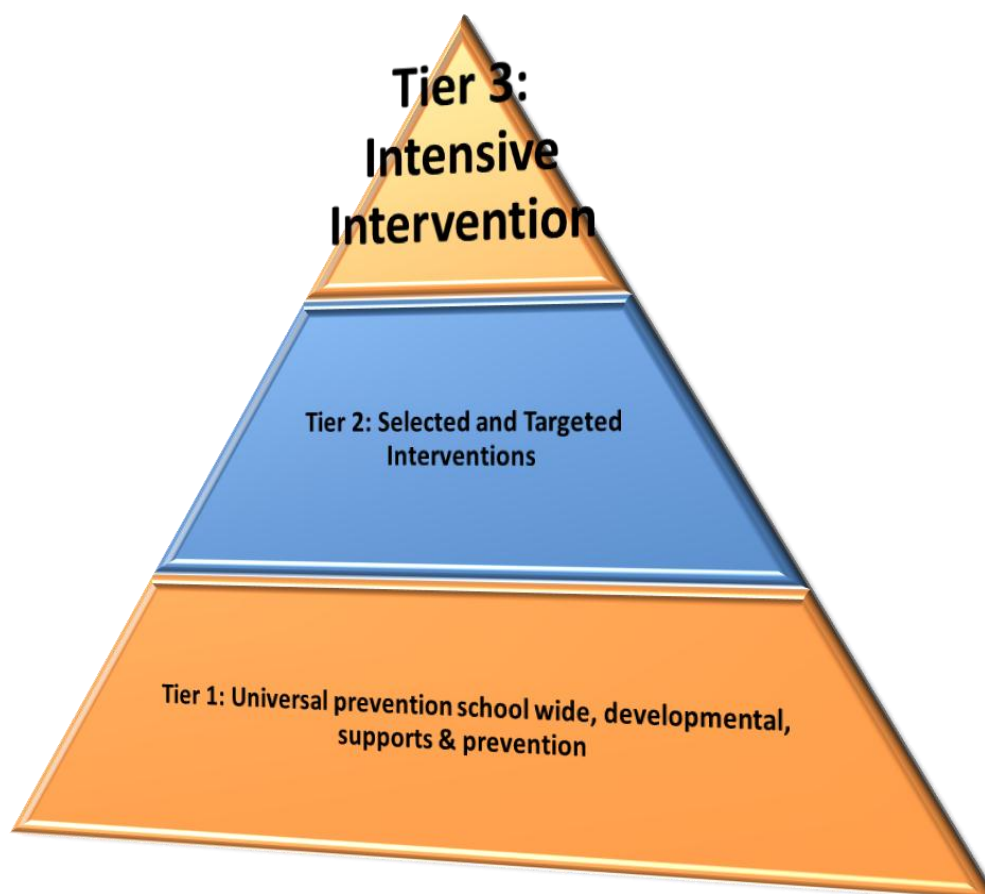 Tier 3:
Intensive
Intervention
Tier 2: Selected and Targeted
Interventions
Tier 1: Universal prevention school wide, developmental,
supports & prevention